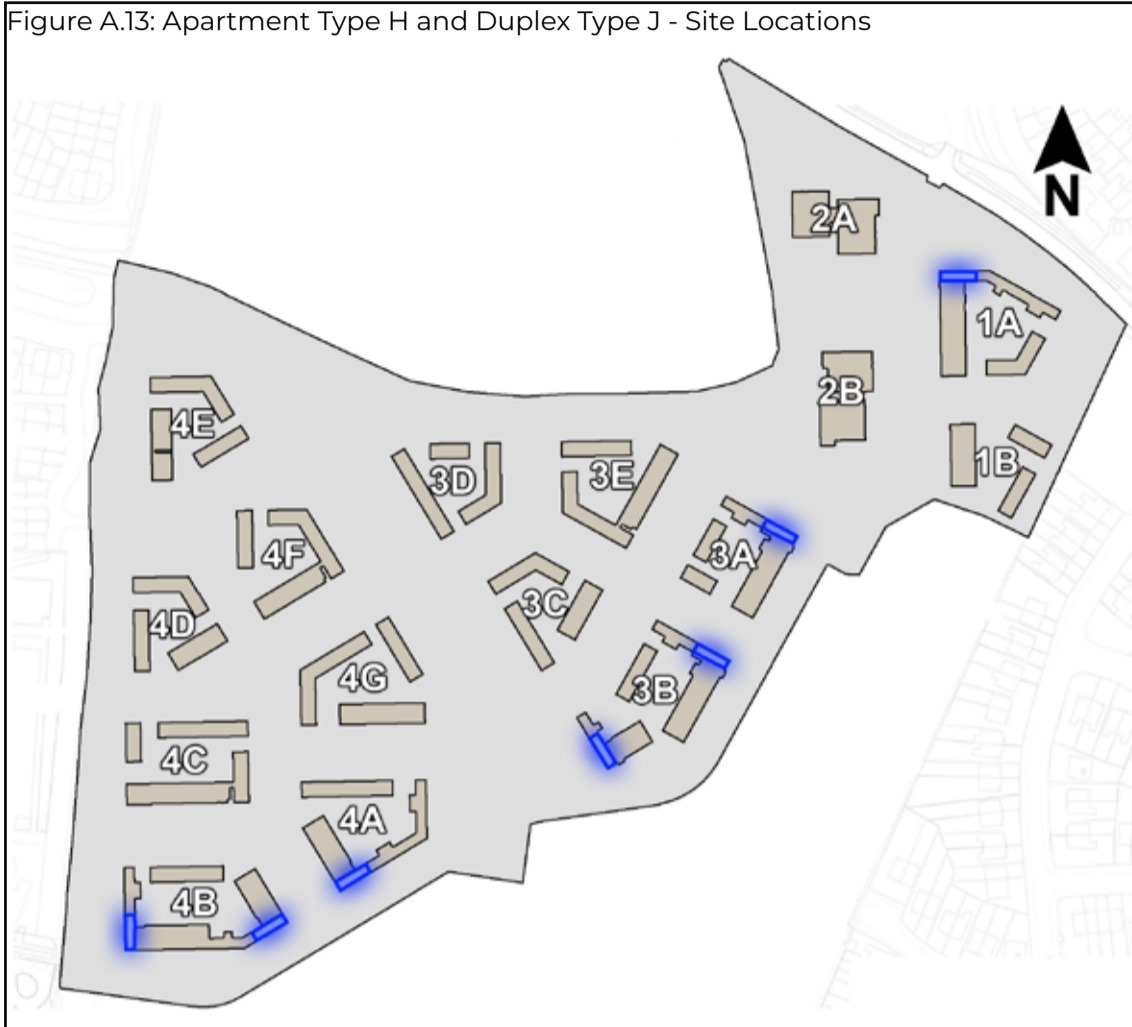 Figure A.13: Apartment Type H and Duplex Type J - Site Locations
N
2A
1A
2B
1B
4E
3D
3E
4F
3A
3C
4D
4G
3B
4C
4A
4B